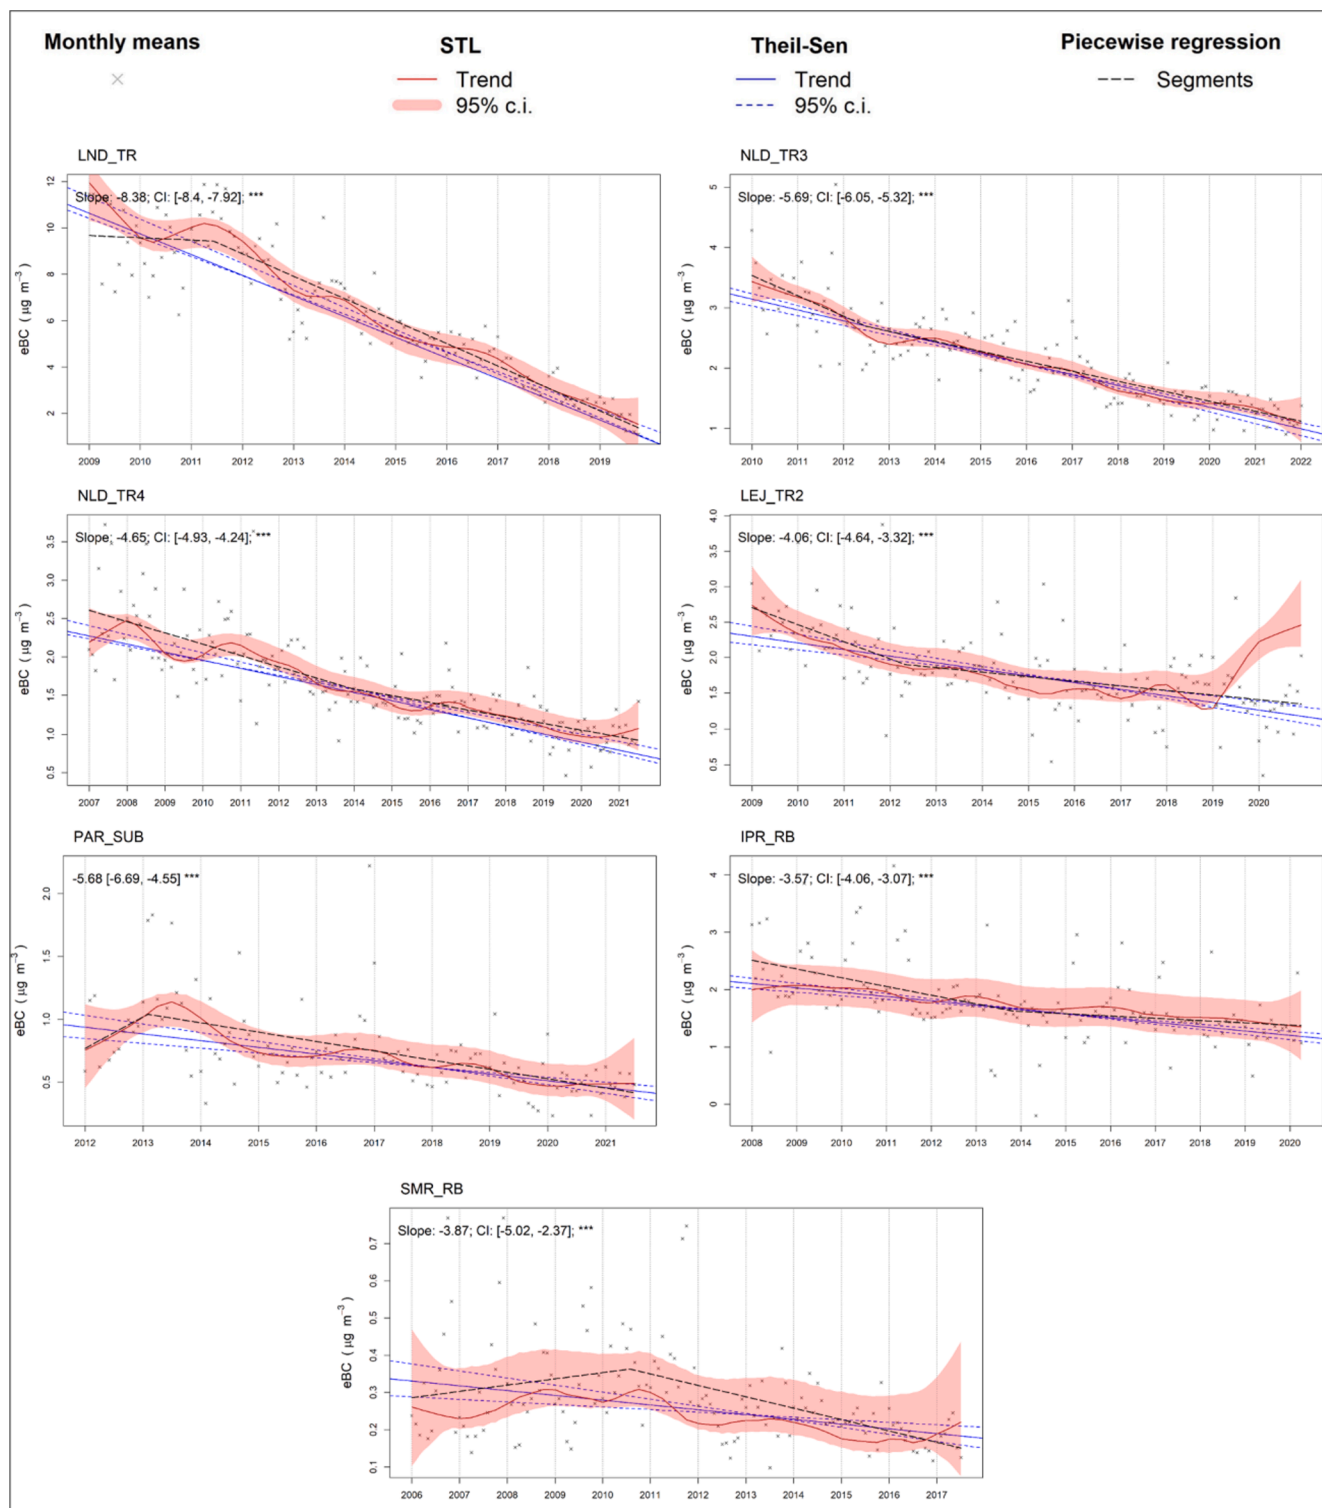 Monthly means STL Theil-Sen Piecewise regression
Trend Trend Segments
95% c.i. 95% c.i.
LND_TR
Slope: -8.38; CI: [-8.4, -7.92]; ***
eBC ( µg m⁻³ )
12
10
8
6
4
2
2009 2010 2011 2012 2013 2014 2015 2016 2017 2018 2019
NLD_TR3
Slope: -5.69; CI: [-6.05, -5.32]; ***
eBC ( µg m⁻³ )
5
4
3
2
1
2010 2011 2012 2013 2014 2015 2016 2017 2018 2019 2020 2021 2022
NLD_TR4
Slope: -4.65; CI: [-4.93, -4.24]; ***
eBC ( µg m⁻³ )
3.5
3.0
2.5
2.0
1.5
1.0
0.5
2007 2008 2009 2010 2011 2012 2013 2014 2015 2016 2017 2018 2019 2020 2021
LEJ_TR2
Slope: -4.06; CI: [-4.64, -3.32]; ***
eBC ( µg m⁻³ )
4.0
3.5
3.0
2.5
2.0
1.5
1.0
0.5
2009 2010 2011 2012 2013 2014 2015 2016 2017 2018 2019 2020
PAR_SUB
-5.68 [-6.69, -4.55] ***
eBC ( µg m⁻³ )
2.0
1.5
1.0
0.5
2012 2013 2014 2015 2016 2017 2018 2019 2020 2021
IPR_RB
Slope: -3.57; CI: [-4.06, -3.07]; ***
eBC ( µg m⁻³ )
4
3
2
1
0
2008 2009 2010 2011 2012 2013 2014 2015 2016 2017 2018 2019 2020
SMR_RB
Slope: -3.87; CI: [-5.02, -2.37]; ***
eBC ( µg m⁻³ )
0.7
0.6
0.5
0.4
0.3
0.2
0.1
2006 2007 2008 2009 2010 2011 2012 2013 2014 2015 2016 2017